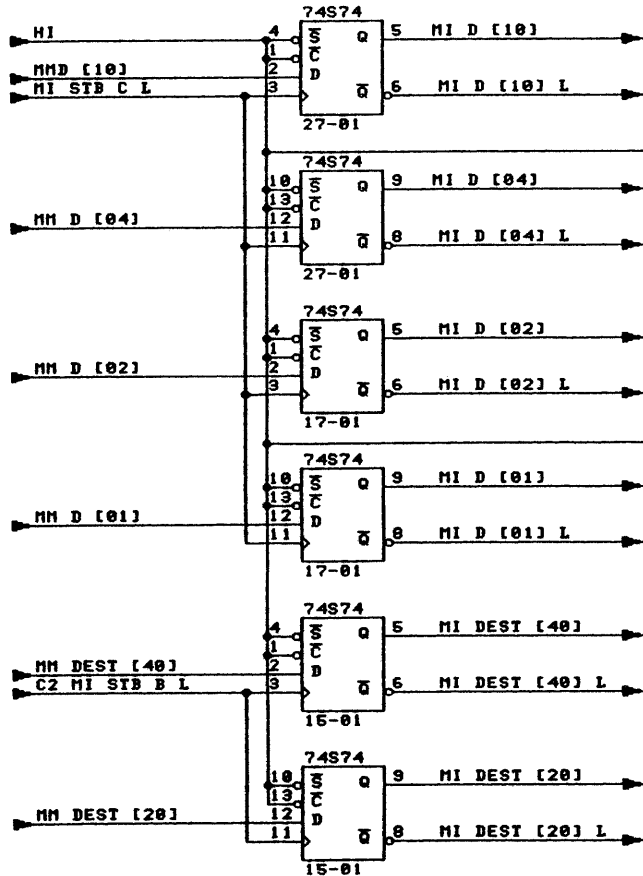 HI
MMD [10]
MI STB C L
74S74
4 S Q 5 MI D [10]
1 C
2 D
3 Q 6 MI D [10] L
27-01
74S74
10 S Q 9 MI D [04]
13 C
MM D [04] 12 D
11 Q 8 MI D [04] L
27-01
74S74
4 S Q 5 MI D [02]
1 C
MM D [02] 2 D
3 Q 6 MI D [02] L
17-01
74S74
10 S Q 9 MI D [01]
13 C
MM D [01] 12 D
11 Q 8 MI D [01] L
17-01
74S74
4 S Q 5 MI DEST [40]
1 C
MM DEST [40] 2 D
C2 MI STB B L 3 Q 6 MI DEST [40] L
15-01
74S74
10 S Q 9 MI DEST [20]
13 C
MM DEST [20] 12 D
11 Q 8 MI DEST [20] L
15-01